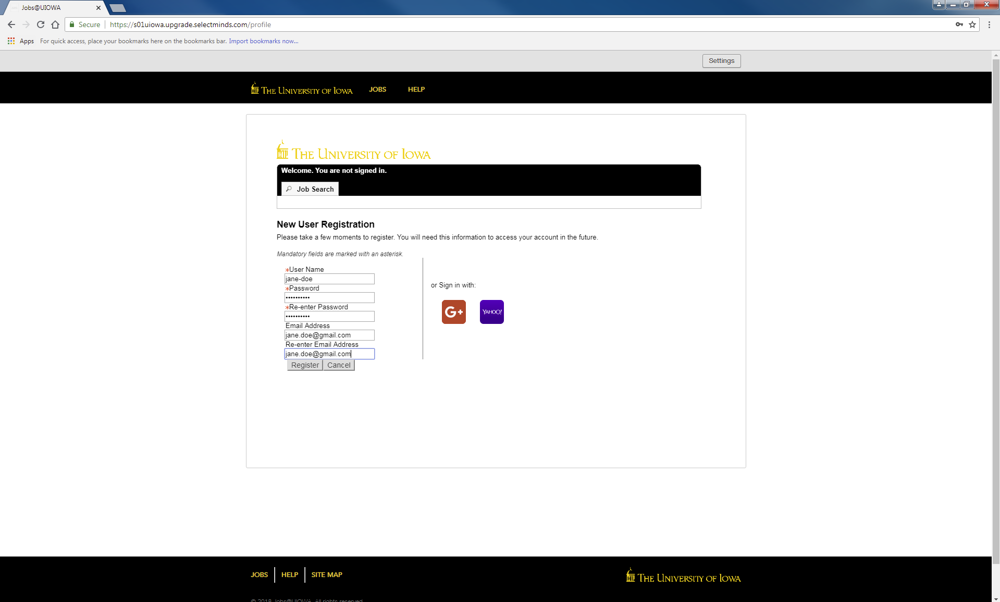 Jobs@UIOWA
Secure https://s01uiowa.upgrade.selectminds.com/profile
Apps For quick access, place your bookmarks here on the bookmarks bar. Import bookmarks now...
Settings
THE UNIVERSITY OF IOWA JOBS HELP
THE UNIVERSITY OF IOWA
Welcome. You are not signed in.
Job Search
New User Registration
Please take a few moments to register. You will need this information to access your account in the future.
Mandatory fields are marked with an asterisk.
*User Name
jane-doe
*Password
••••••••••
*Re-enter Password
••••••••••
Email Address
jane.doe@gmail.com
Re-enter Email Address
jane.doe@gmail.com
Register Cancel
or Sign in with:
G+ YAHOO!
JOBS HELP SITE MAP
THE UNIVERSITY OF IOWA
© 2018 Jobs@UIOWA. All rights reserved.